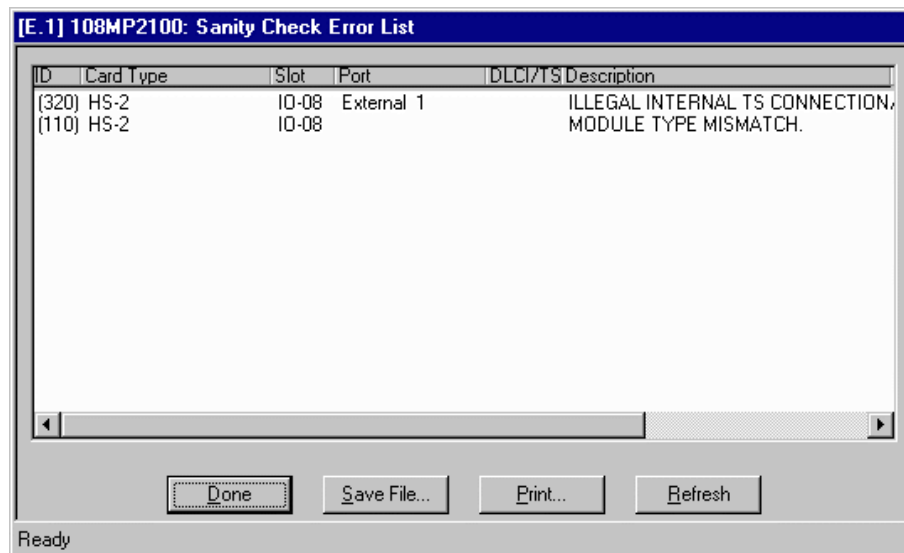 [E.1] 108MP2100: Sanity Check Error List
ID Card Type Slot Port DLCI/TS Description
(320) HS-2 IO-08 External 1 ILLEGAL INTERNAL TS CONNECTION/
(110) HS-2 IO-08 MODULE TYPE MISMATCH.
Done Save File... Print... Refresh
Ready